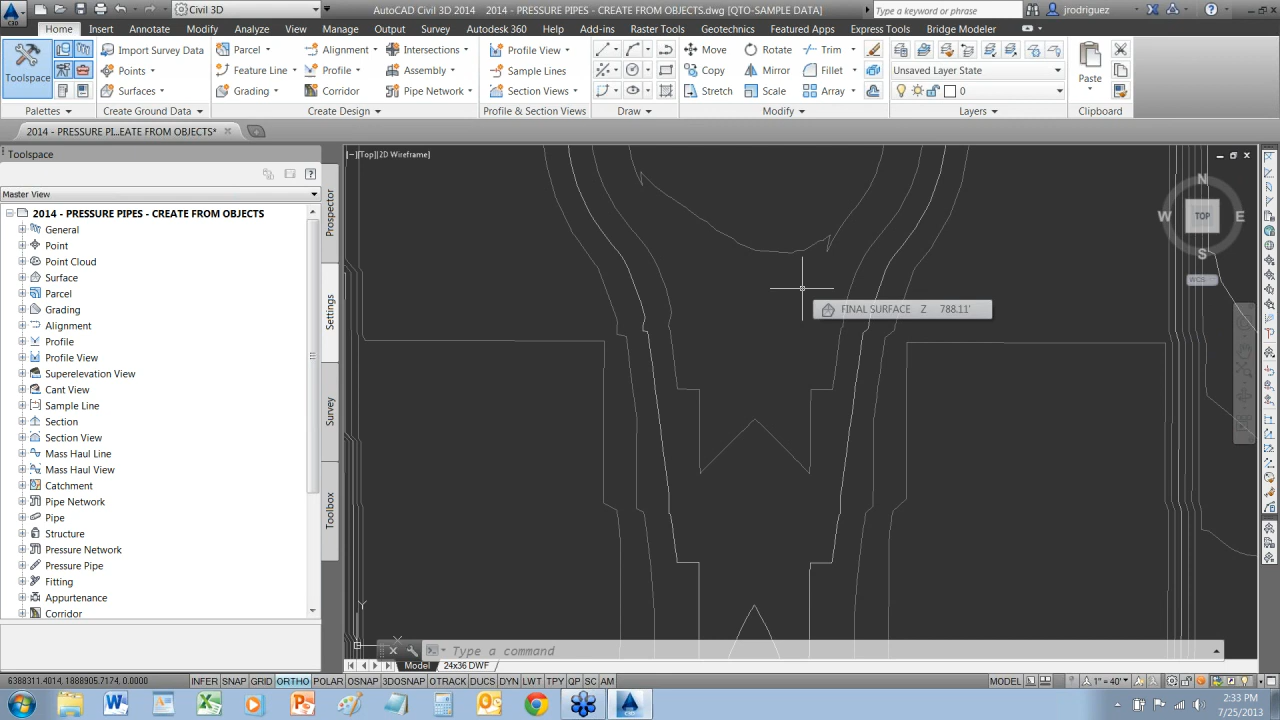 Civil 3D
AutoCAD Civil 3D 2014
2014 - PRESSURE PIPES - CREATE FROM OBJECTS.dwg [QTO-SAMPLE DATA]
Type a keyword or phrase
jrodriguez
Home Insert Annotate Modify Analyze View Manage Output Survey Autodesk 360 Help Add-ins Raster Tools Geotechnics Featured Apps Express Tools Bridge Modeler
Toolspace
Import Survey Data
Points
Surfaces
Parcel
Feature Line
Grading
Alignment
Profile
Corridor
Intersections
Assembly
Pipe Network
Profile View
Sample Lines
Section Views
Move
Copy
Stretch
Rotate
Mirror
Scale
Trim
Fillet
Array
Unsaved Layer State
0
Paste
Palettes
Create Ground Data
Create Design
Profile & Section Views
Draw
Modify
Layers
Clipboard
2014 - PRESSURE PI...EATE FROM OBJECTS*
Toolspace
Master View
2014 - PRESSURE PIPES - CREATE FROM OBJECTS
General
Point
Point Cloud
Surface
Parcel
Grading
Alignment
Profile
Profile View
Superelevation View
Cant View
Sample Line
Section
Section View
Mass Haul Line
Mass Haul View
Catchment
Pipe Network
Pipe
Structure
Pressure Network
Pressure Pipe
Fitting
Appurtenance
Corridor
Prospector
Settings
Survey
Toolbox
[−][Top][2D Wireframe]
N
W TOP E
S
WCS
FINAL SURFACE Z 788.11'
Y
X
Type a command
Model 24x36 DWF
6388311.4014, 1888905.7174, 0.0000
INFER SNAP GRID ORTHO POLAR OSNAP 3DOSNAP OTRACK DUCS DYN LWT TPY QP SC AM
MODEL
1" = 40'
2:33 PM
7/25/2013